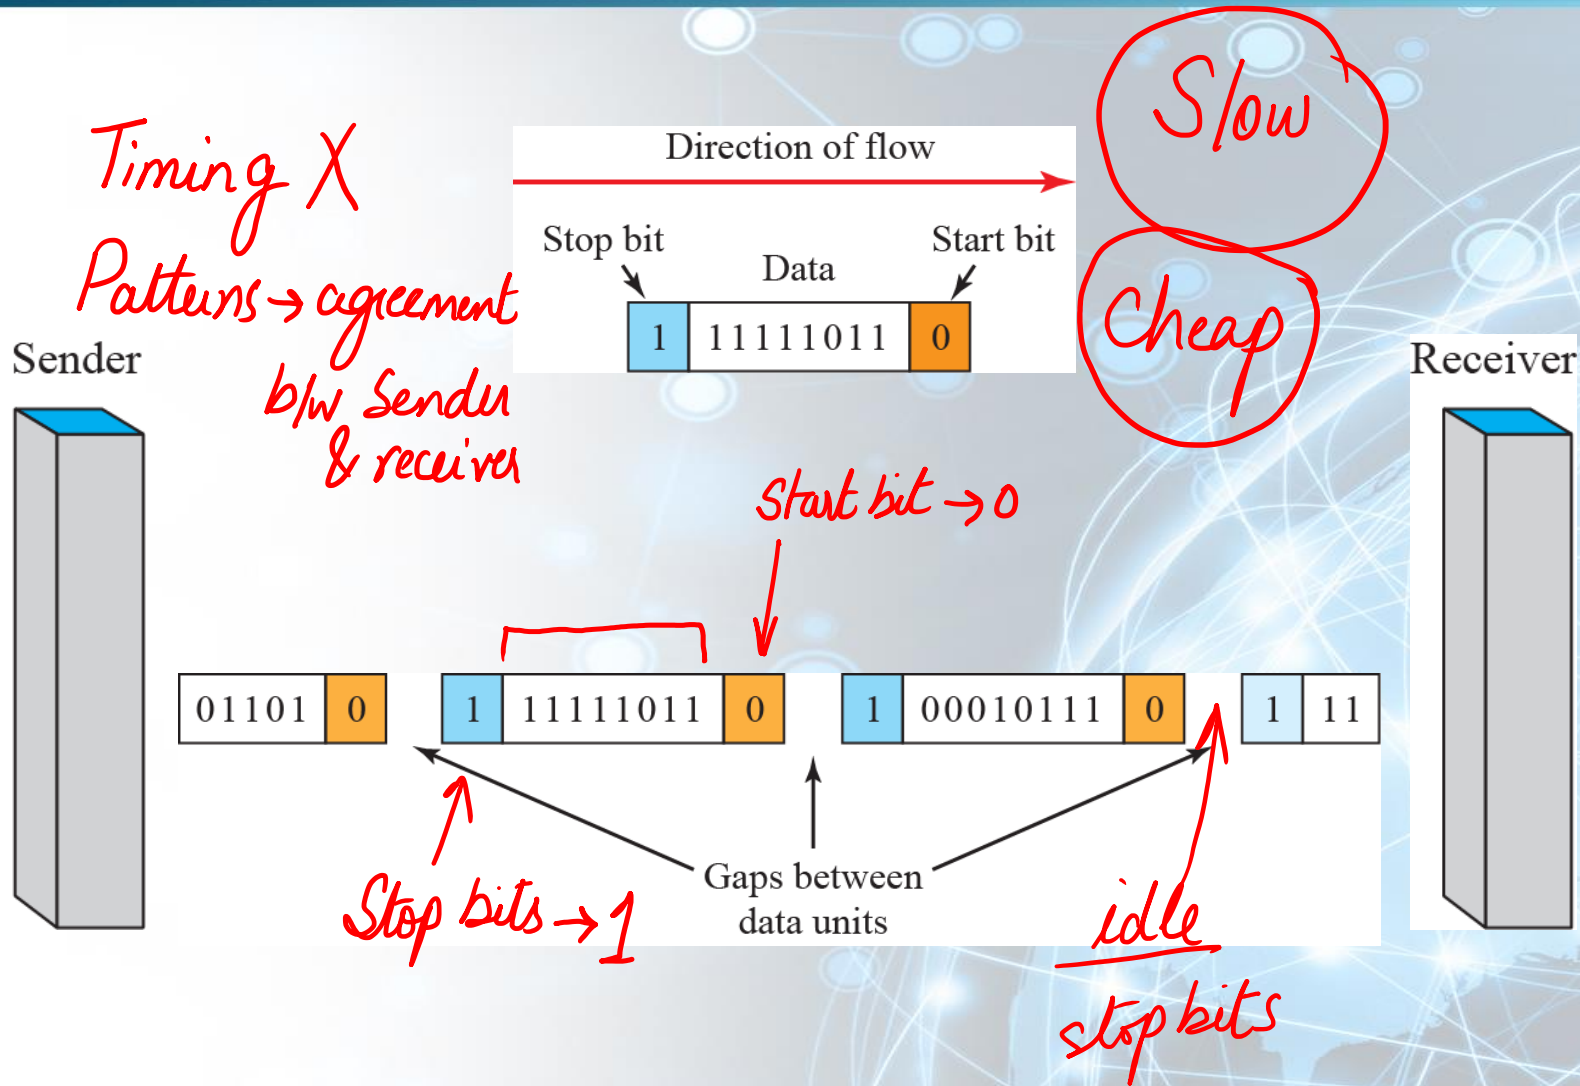 Slow
Timing X
Direction of flow
Patterns → agreement
b/w Sender
& receiver
Stop bit
Data
Start bit
1 11111011 0
Cheap
Sender
Receiver
Start bit → 0
01101 0
1 11111011 0
1 00010111 0
1 11
Gaps between
data units
Stop bits → 1
idle
stop bits